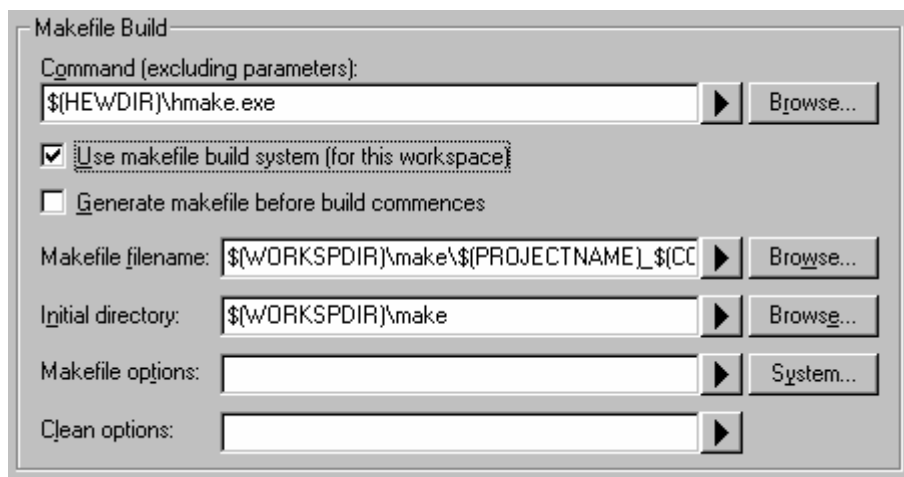 Makefile Build
Command (excluding parameters):
$(HEWDIR)\hmake.exe
Browse...
Use makefile build system (for this workspace)
Generate makefile before build commences
Makefile filename: $(WORKSPDIR)\make\$(PROJECTNAME)_$(CC Browse...
Initial directory: $(WORKSPDIR)\make Browse...
Makefile options: System...
Clean options: